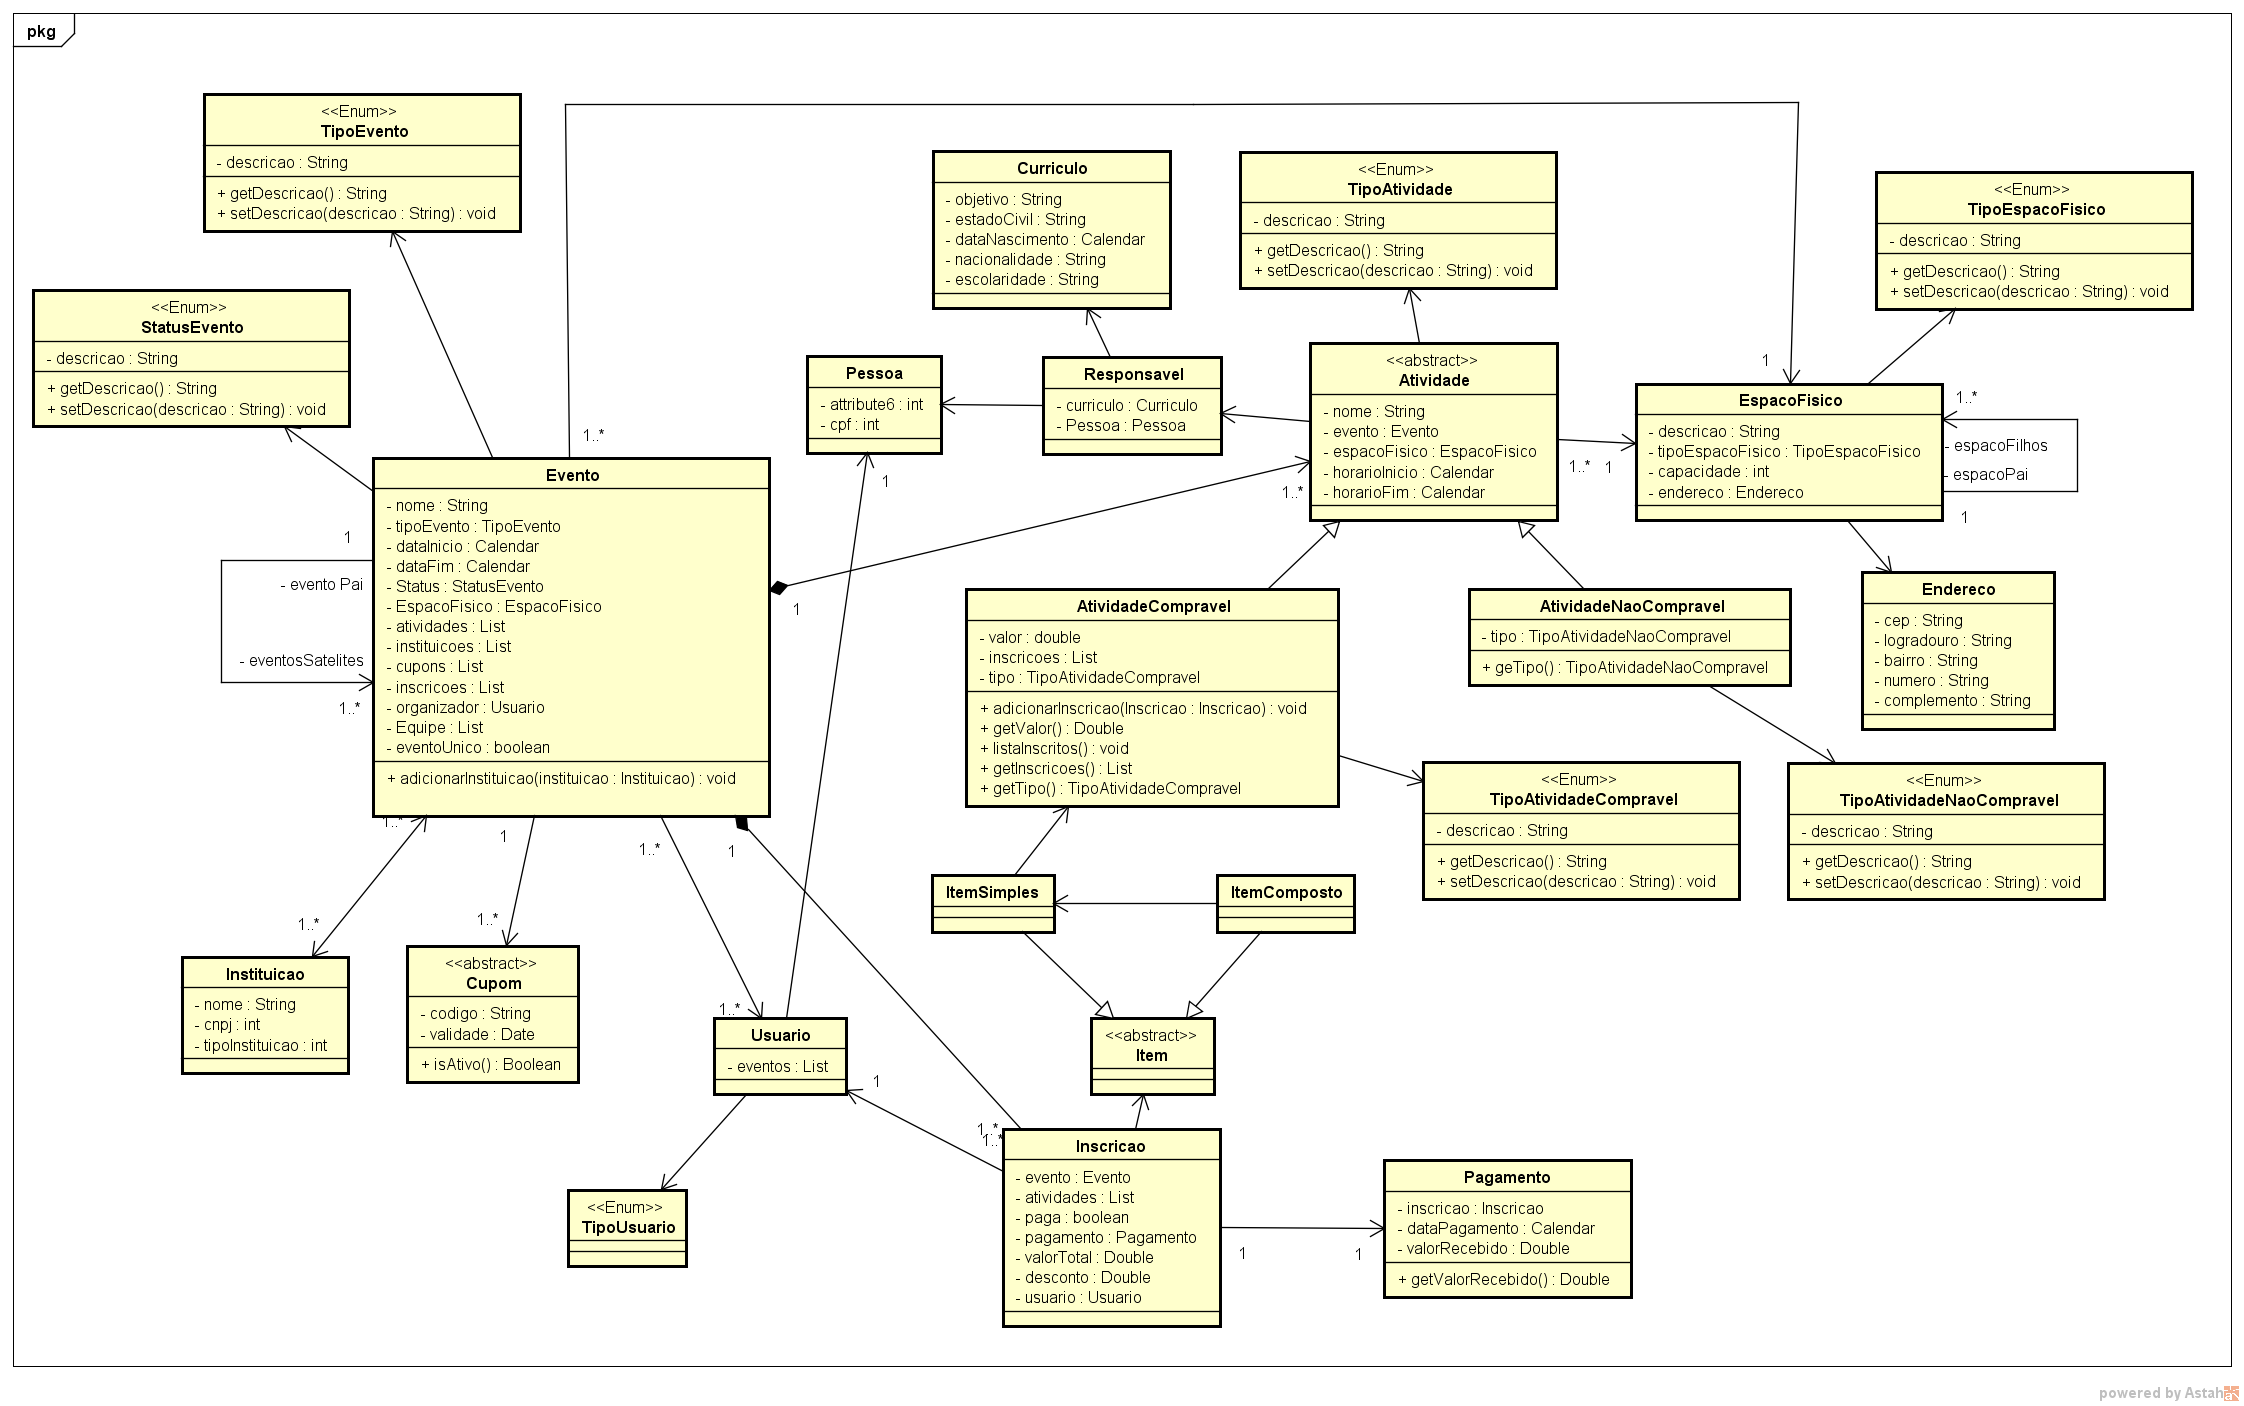 pkg
<<Enum>>
TipoEvento
- descricao : String
+ getDescricao() : String
+ setDescricao(descricao : String) : void
<<Enum>>
StatusEvento
- descricao : String
+ getDescricao() : String
+ setDescricao(descricao : String) : void
Curriculo
- objetivo : String
- estadoCivil : String
- dataNascimento : Calendar
- nacionalidade : String
- escolaridade : String
<<Enum>>
TipoAtividade
- descricao : String
+ getDescricao() : String
+ setDescricao(descricao : String) : void
<<Enum>>
TipoEspacoFisico
- descricao : String
+ getDescricao() : String
+ setDescricao(descricao : String) : void
Pessoa
- attribute6 : int
- cpf : int
1
Responsavel
- curriculo : Curriculo
- Pessoa : Pessoa
<<abstract>>
Atividade
- nome : String
- evento : Evento
- espacoFisico : EspacoFisico
- horarioInicio : Calendar
- horarioFim : Calendar
1..*
1..*
1
1
EspacoFisico
- descricao : String
- tipoEspacoFisico : TipoEspacoFisico
- capacidade : int
- endereco : Endereco
1..*
- espacoFilhos
- espacoPai
1
1..*
Evento
- nome : String
- tipoEvento : TipoEvento
- dataInicio : Calendar
- dataFim : Calendar
- Status : StatusEvento
- EspacoFisico : EspacoFisico
- atividades : List
- instituicoes : List
- cupons : List
- inscricoes : List
- organizador : Usuario
- Equipe : List
- eventoUnico : boolean
+ adicionarInstituicao(instituicao : Instituicao) : void
1
- evento Pai
- eventosSatelites
1..*
1
AtividadeCompravel
- valor : double
- inscricoes : List
- tipo : TipoAtividadeCompravel
+ adicionarInscricao(Inscricao : Inscricao) : void
+ getValor() : Double
+ listaInscritos() : void
+ getInscricoes() : List
+ getTipo() : TipoAtividadeCompravel
AtividadeNaoCompravel
- tipo : TipoAtividadeNaoCompravel
+ geTipo() : TipoAtividadeNaoCompravel
Endereco
- cep : String
- logradouro : String
- bairro : String
- numero : String
- complemento : String
<<Enum>>
TipoAtividadeCompravel
- descricao : String
+ getDescricao() : String
+ setDescricao(descricao : String) : void
<<Enum>>
TipoAtividadeNaoCompravel
- descricao : String
+ getDescricao() : String
+ setDescricao(descricao : String) : void
1..*
1
1..*
1
ItemSimples
ItemComposto
1..*
1..*
1..*
Instituicao
- nome : String
- cnpj : int
- tipoInstituicao : int
<<abstract>>
Cupom
- codigo : String
- validade : Date
+ isAtivo() : Boolean
Usuario
- eventos : List
1
<<abstract>>
Item
1..*
1..*
<<Enum>>
TipoUsuario
Inscricao
- evento : Evento
- atividades : List
- paga : boolean
- pagamento : Pagamento
- valorTotal : Double
- desconto : Double
- usuario : Usuario
1
1
Pagamento
- inscricao : Inscricao
- dataPagamento : Calendar
- valorRecebido : Double
+ getValorRecebido() : Double
powered by Astah